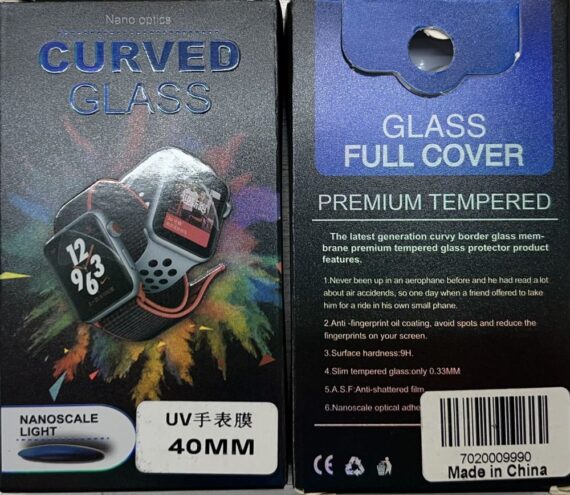 Nano optics
CURVED
GLASS
12
9 3
6
NANOSCALE
LIGHT
UV手表膜
40MM
GLASS
FULL COVER
PREMIUM TEMPERED
The latest generation curvy border glass mem-
brane premium tempered glass protector product
features.
1.Never been up in an aerophane before and he had read a lot
about air accidents, so one day when a friend offered to take
him for a ride in his own small phane.
2.Anti -fingerprint oil coating, avoid spots and reduce the
fingerprints on your screen.
3.Surface hardness:9H.
4.Slim tempered glass:only 0.33MM
5.A.S.F:Anti-shattered film
6.Nanoscale optical adhe
CE
7020009990
Made in China